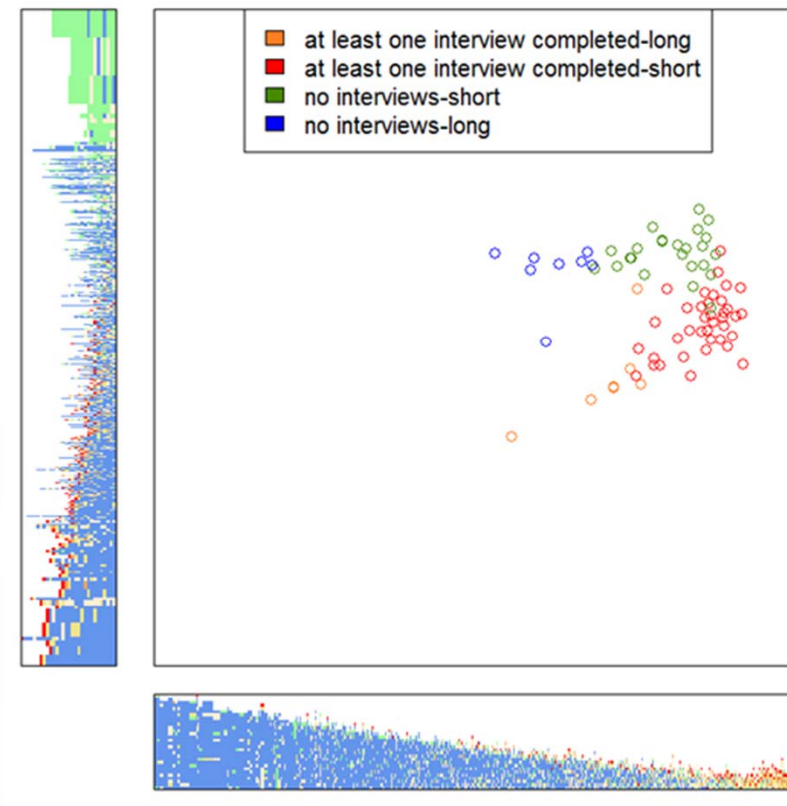 at least one interview completed-long
at least one interview completed-short
no interviews-short
no interviews-long